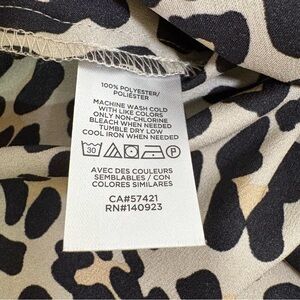 100% POLYESTER/
POLIÉSTER
MACHINE WASH COLD
WITH LIKE COLORS
ONLY NON-CHLORINE
BLEACH WHEN NEEDED
TUMBLE DRY LOW
COOL IRON WHEN NEEDED
30 P
AVEC DES COULEURS
SEMBLABLES / CON
COLORES SIMILARES
CA#57421
RN#140923